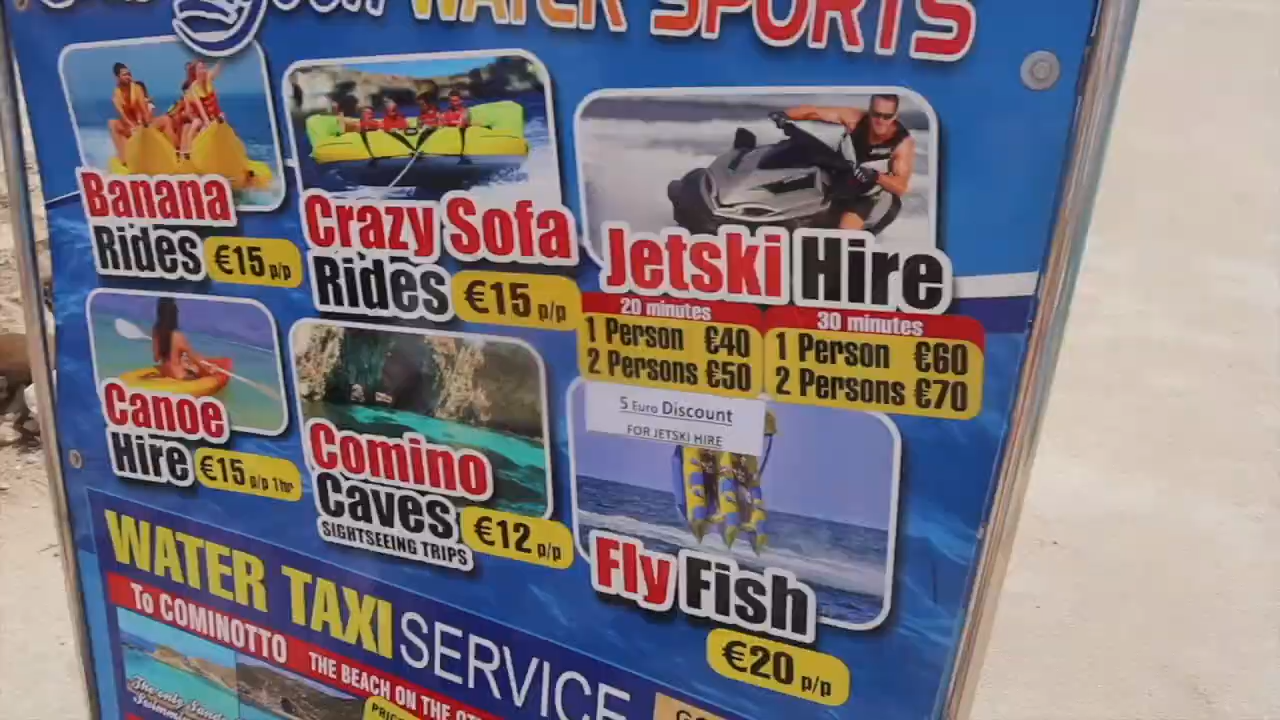 WATER SPORTS
Banana
Rides €15 p/p
Crazy Sofa
Rides €15 p/p
Jetski Hire
20 minutes
1 Person €40
2 Persons €50
30 minutes
1 Person €60
2 Persons €70
5 Euro Discount
FOR JETSKI HIRE
Canoe
Hire €15 p/p 1hr
Comino
Caves €12 p/p
SIGHTSEEING TRIPS
Fly Fish
€20 p/p
WATER TAXI SERVICE
To COMINOTTO THE BEACH ON THE
The only